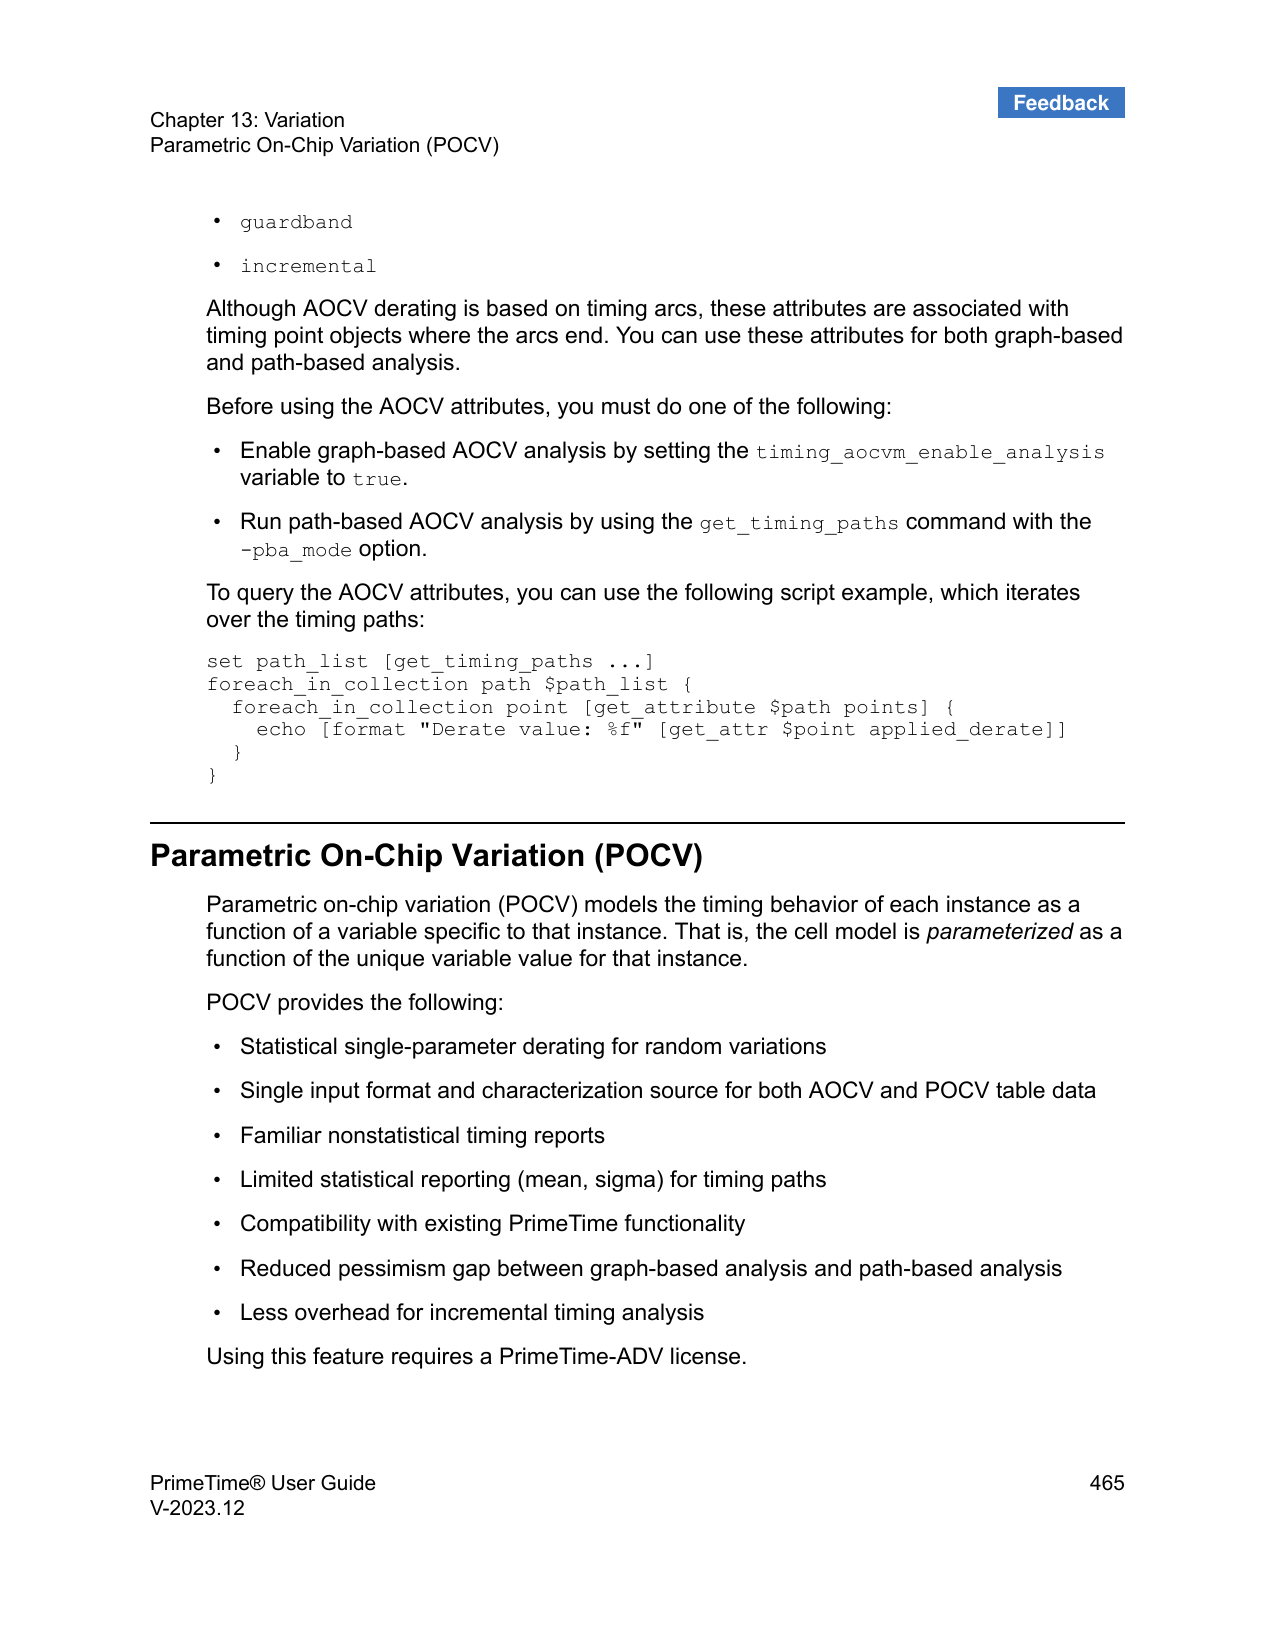 Feedback
Chapter 13: Variation
Parametric On-Chip Variation (POCV)
• guardband
• incremental
Although AOCV derating is based on timing arcs, these attributes are associated with
timing point objects where the arcs end. You can use these attributes for both graph-based
and path-based analysis.
Before using the AOCV attributes, you must do one of the following:
• Enable graph-based AOCV analysis by setting the timing_aocvm_enable_analysis
variable to true.
• Run path-based AOCV analysis by using the get_timing_paths command with the
-pba_mode option.
To query the AOCV attributes, you can use the following script example, which iterates
over the timing paths:
set path_list [get_timing_paths ...]
foreach_in_collection path $path_list {
  foreach_in_collection point [get_attribute $path points] {
    echo [format "Derate value: %f" [get_attr $point applied_derate]]
  }
}
Parametric On-Chip Variation (POCV)
Parametric on-chip variation (POCV) models the timing behavior of each instance as a
function of a variable specific to that instance. That is, the cell model is parameterized as a
function of the unique variable value for that instance.
POCV provides the following:
• Statistical single-parameter derating for random variations
• Single input format and characterization source for both AOCV and POCV table data
• Familiar nonstatistical timing reports
• Limited statistical reporting (mean, sigma) for timing paths
• Compatibility with existing PrimeTime functionality
• Reduced pessimism gap between graph-based analysis and path-based analysis
• Less overhead for incremental timing analysis
Using this feature requires a PrimeTime-ADV license.
PrimeTime® User Guide 465
V-2023.12